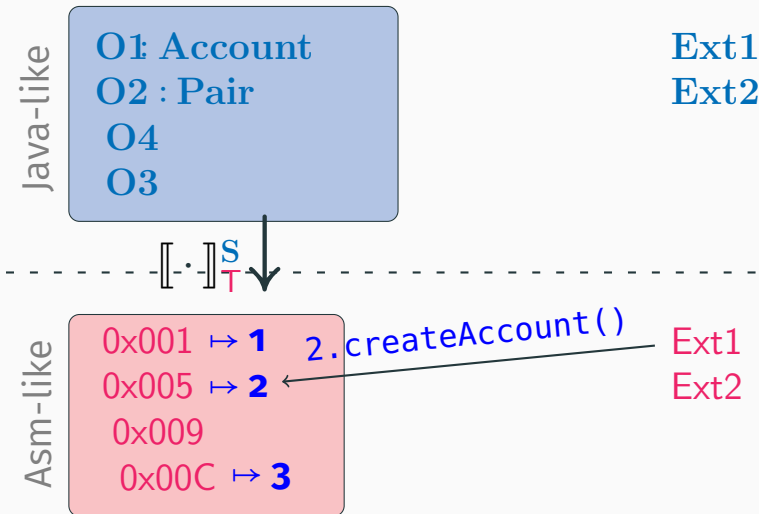 Java-like
O1: Account
O2 : Pair
O4
O3
Ext1
Ext2
⟦·⟧ S T
Asm-like
0x001 ↦ 1
0x005 ↦ 2
0x009
0x00C ↦ 3
2.createAccount()
Ext1
Ext2